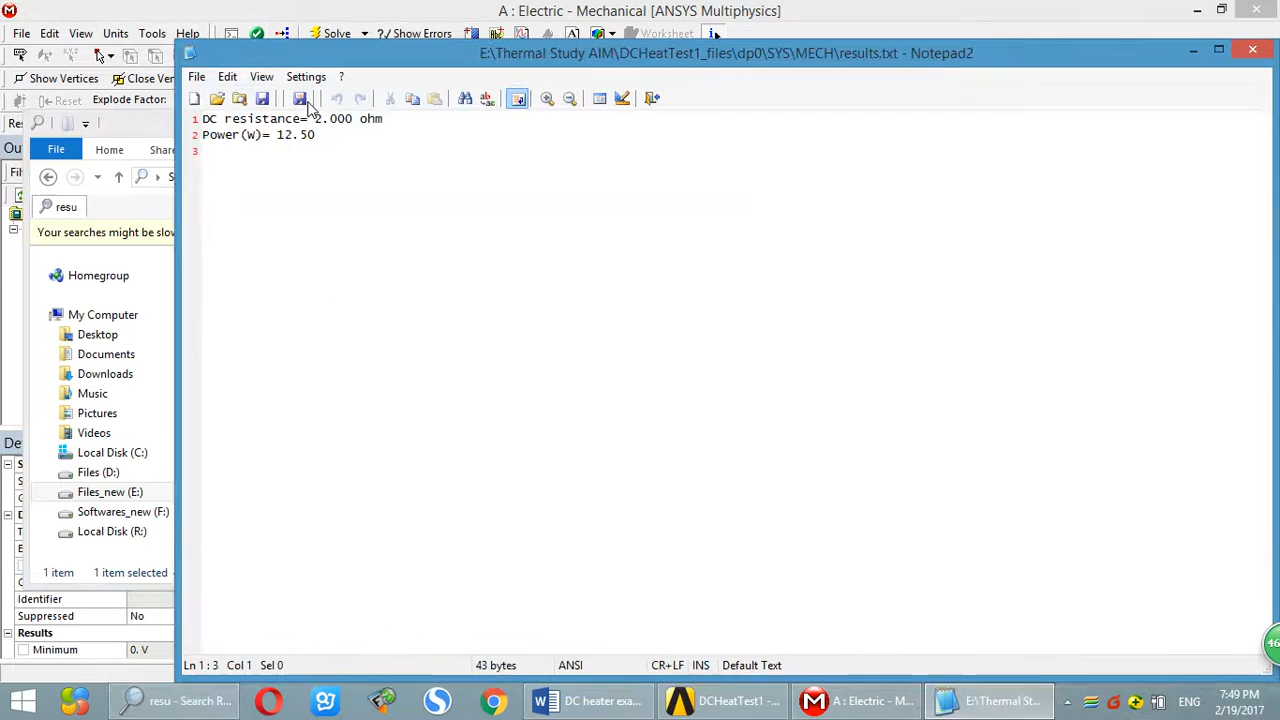 A : Electric - Mechanical [ANSYS Multiphysics]
File Edit View Units Tools Help Solve Show Errors Worksheet
Show Vertices Close Ver
Reset Explode Factor:
E:\Thermal Study AIM\DCHeatTest1_files\dp0\SYS\MECH\results.txt - Notepad2
File Edit View Settings ?
1 DC resistance= 2.000 ohm
2 Power(W)= 12.50
3
File Home Share
resu
Your searches might be slow
Homegroup
My Computer
Desktop
Documents
Downloads
Music
Pictures
Videos
Local Disk (C:)
Files (D:)
Files_new (E:)
Softwares_new (F:)
Local Disk (R:)
1 item 1 item selected
Identifier
Suppressed No
Results
Minimum 0. V
Ln 1 : 3 Col 1 Sel 0 43 bytes ANSI CR+LF INS Default Text
46
resu - Search R... DC heater exa... DCHeatTest1 -... A : Electric - M... E:\Thermal St... ENG
7:49 PM
2/19/2017